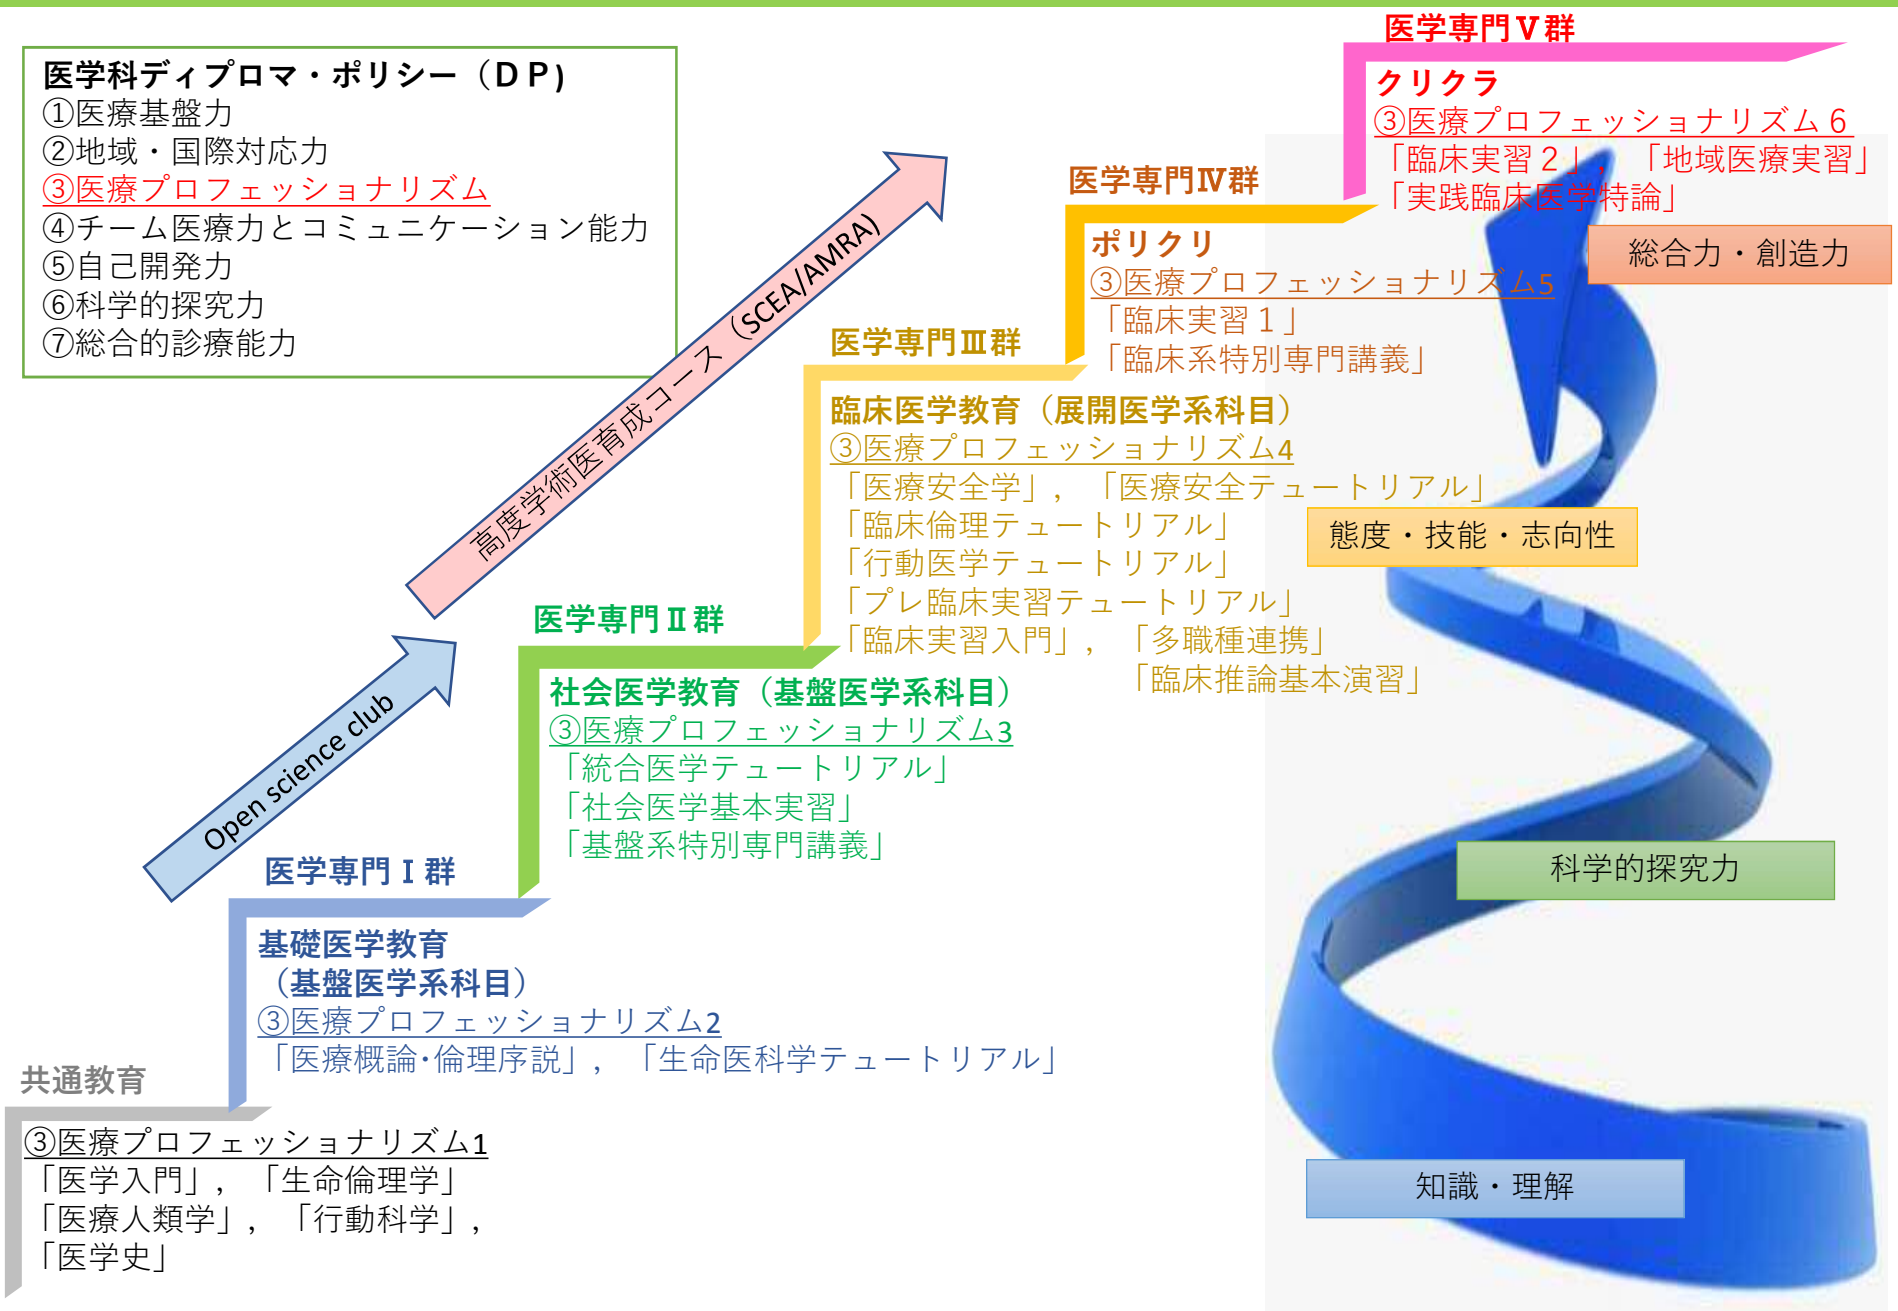 医学科ディプロマ・ポリシー（ＤＰ)
①医療基盤力
②地域・国際対応力
③医療プロフェッショナリズム
④チーム医療力とコミュニケーション能力
⑤自己開発力
⑥科学的探究力
⑦総合的診療能力
高度学術医育成コース（SCEA/AMRA)
Open science club
共通教育
③医療プロフェッショナリズム1
「医学入門」，「生命倫理学」
「医療人類学」，「行動科学」，
「医学史」
医学専門Ⅰ群
基礎医学教育
（基盤医学系科目）
③医療プロフェッショナリズム2
「医療概論･倫理序説」，「生命医科学テュートリアル」
医学専門Ⅱ群
社会医学教育（基盤医学系科目）
③医療プロフェッショナリズム3
「統合医学テュートリアル」
「社会医学基本実習」
「基盤系特別専門講義」
医学専門Ⅲ群
臨床医学教育（展開医学系科目）
③医療プロフェッショナリズム4
「医療安全学」，「医療安全テュートリアル」
「臨床倫理テュートリアル」
「行動医学テュートリアル」
「プレ臨床実習テュートリアル」
「臨床実習入門」，「多職種連携」
「臨床推論基本演習」
医学専門Ⅳ群
ポリクリ
③医療プロフェッショナリズム5
「臨床実習１」
「臨床系特別専門講義」
医学専門Ⅴ群
クリクラ
③医療プロフェッショナリズム６
「臨床実習２」，「地域医療実習」
「実践臨床医学特論」
総合力・創造力
態度・技能・志向性
科学的探究力
知識・理解